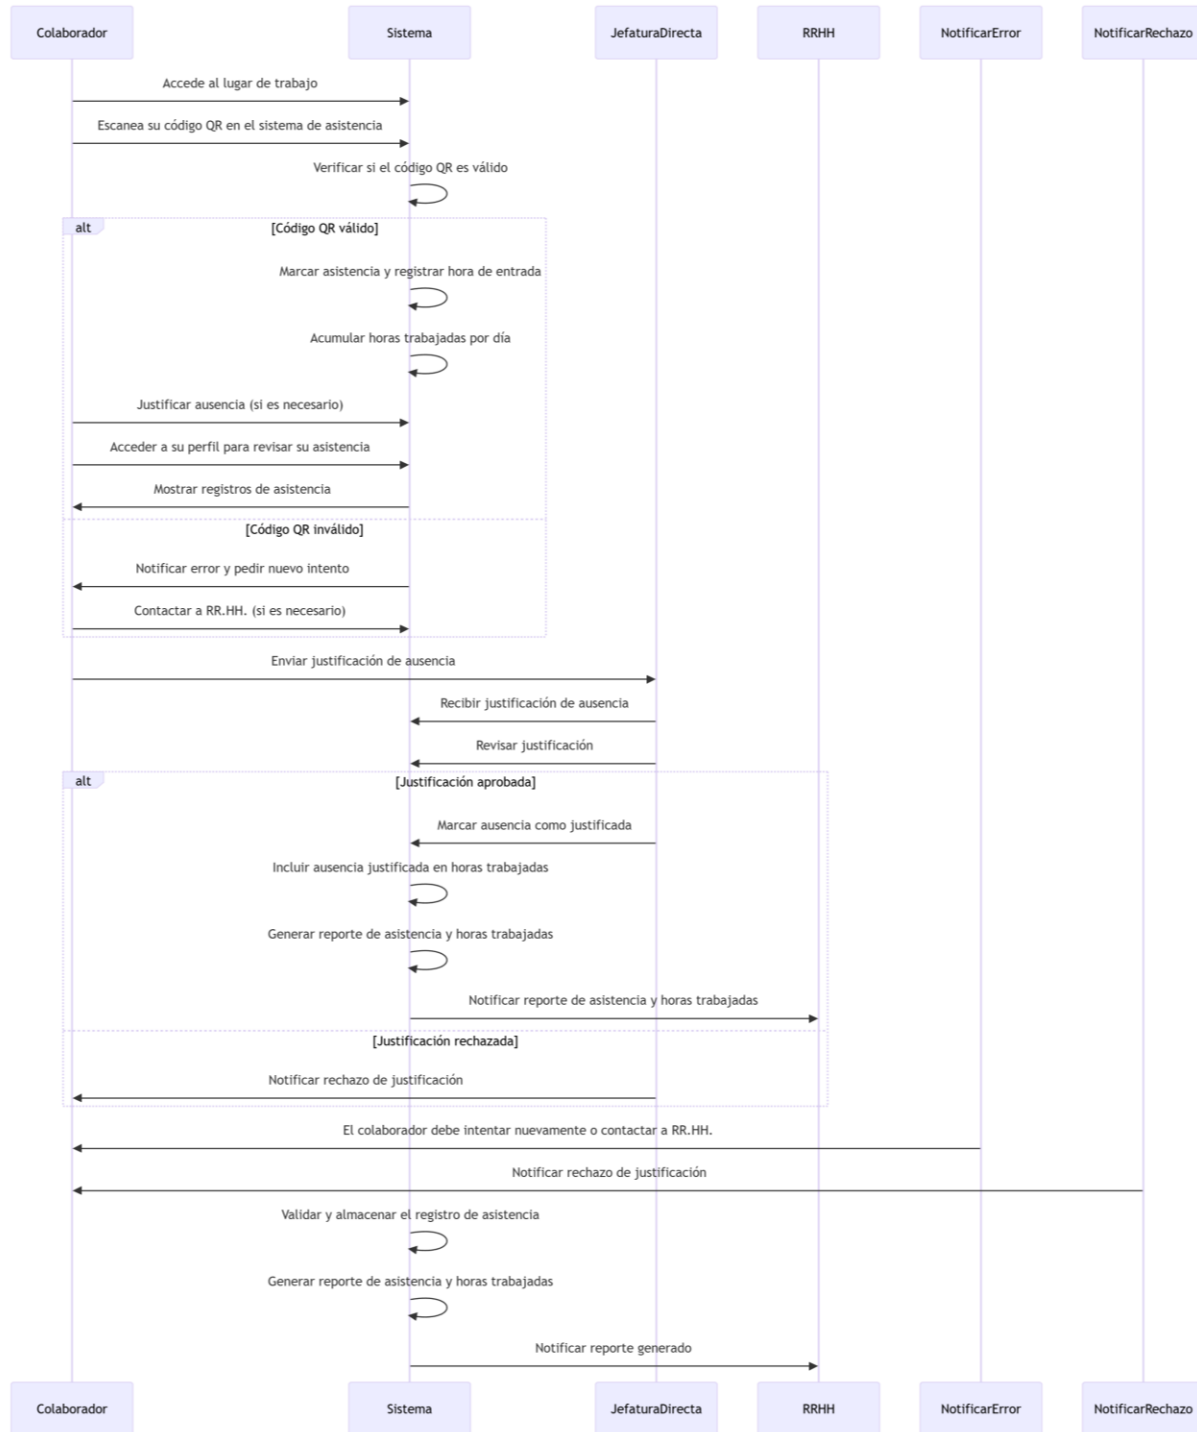 Colaborador Sistema JefaturaDirecta RRHH NotificarError NotificarRechazo
Accede al lugar de trabajo
Escanea su código QR en el sistema de asistencia
Verificar si el código QR es válido
alt [Código QR válido]
Marcar asistencia y registrar hora de entrada
Acumular horas trabajadas por día
Justificar ausencia (si es necesario)
Acceder a su perfil para revisar su asistencia
Mostrar registros de asistencia
[Código QR inválido]
Notificar error y pedir nuevo intento
Contactar a RR.HH. (si es necesario)
Enviar justificación de ausencia
Recibir justificación de ausencia
Revisar justificación
alt [Justificación aprobada]
Marcar ausencia como justificada
Incluir ausencia justificada en horas trabajadas
Generar reporte de asistencia y horas trabajadas
Notificar reporte de asistencia y horas trabajadas
[Justificación rechazada]
Notificar rechazo de justificación
El colaborador debe intentar nuevamente o contactar a RR.HH.
Notificar rechazo de justificación
Validar y almacenar el registro de asistencia
Generar reporte de asistencia y horas trabajadas
Notificar reporte generado
Colaborador Sistema JefaturaDirecta RRHH NotificarError NotificarRechazo